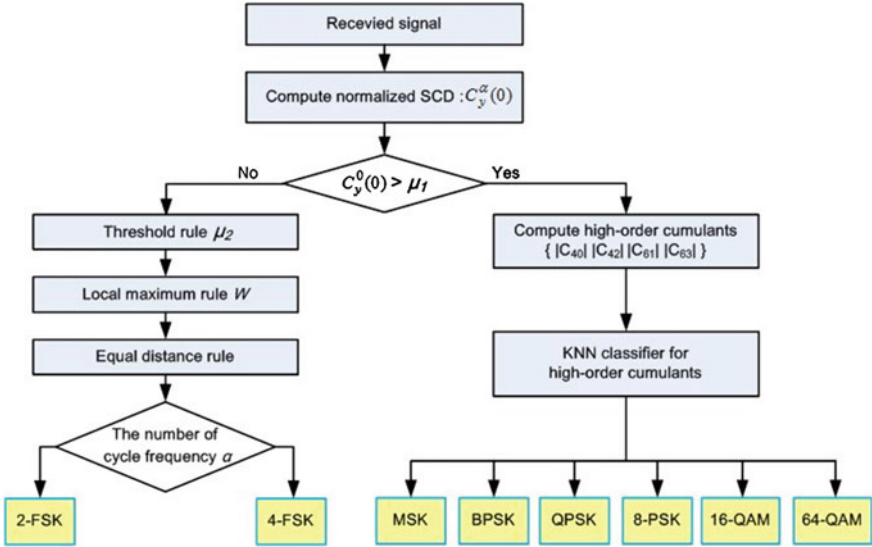 Recevied signal
Compute normalized SCD : C_y^α(0)
C_y^0(0) > μ_1
No
Yes
Threshold rule μ_2
Local maximum rule W
Equal distance rule
The number of
cycle frequency α
2-FSK
4-FSK
Compute high-order cumulants
{ |C_40| |C_42| |C_61| |C_63| }
KNN classifier for
high-order cumulants
MSK
BPSK
QPSK
8-PSK
16-QAM
64-QAM